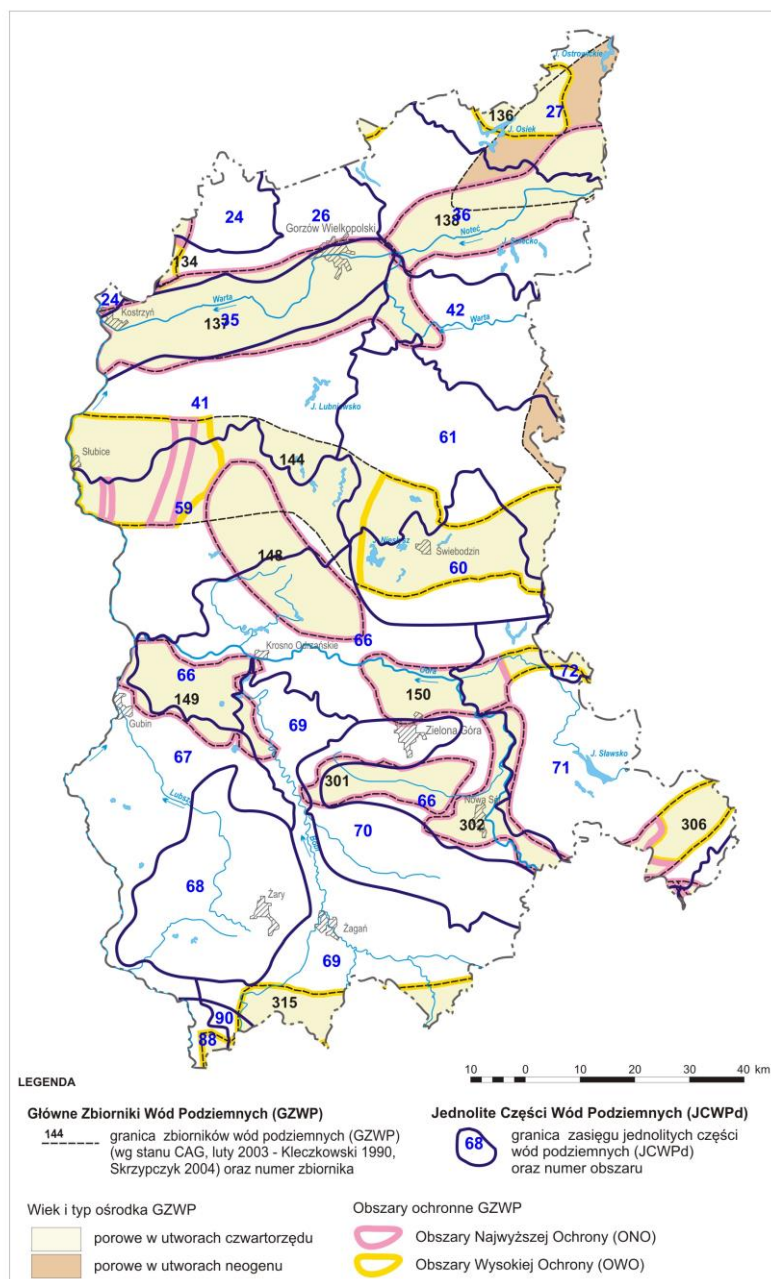 J. Ostrowickie
136
27
J. Osiek
24
26
36
138
Gorzów Wielkopolski
Noteć
134
24
Kostrzyń
Warta
35
137
42
Warta
41
J. Lubniewsko
61
Słubice
144
59
148
Świebodzin
60
66
Krosno Odrzańskie
66
149
Odra
72
150
Gubin
69
Zielona Góra
67
71
J. Sławsko
301
66
Lubsza
302
306
70
Bóbr
68
Żary
Żagań
69
315
90
88
LEGENDA
10 0 10 20 30 40 km
Główne Zbiorniki Wód Podziemnych (GZWP)
144 granica zbiorników wód podziemnych (GZWP)
(wg stanu CAG, luty 2003 - Kleczkowski 1990,
Skrzypczyk 2004) oraz numer zbiornika
Jednolite Części Wód Podziemnych (JCWPd)
68 granica zasięgu jednolitych części
wód podziemnych (JCWPd)
oraz numer obszaru
Wiek i typ ośrodka GZWP
porowe w utworach czwartorzędu
porowe w utworach neogenu
Obszary ochronne GZWP
Obszary Najwyższej Ochrony (ONO)
Obszary Wysokiej Ochrony (OWO)